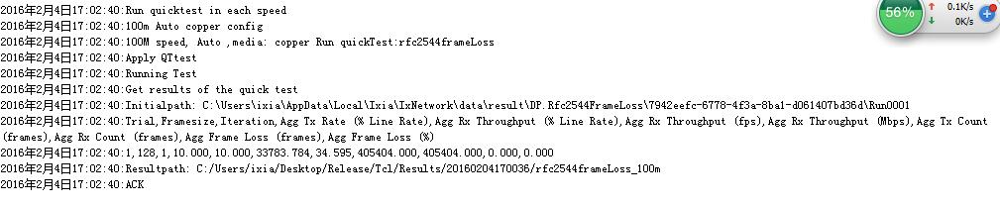 2016年2月4日17:02:40:Run quicktest in each speed
2016年2月4日17:02:40:100m Auto copper config
2016年2月4日17:02:40:100M speed, Auto ,media: copper Run quickTest:rfc2544frameLoss
2016年2月4日17:02:40:Apply QTtest
2016年2月4日17:02:40:Running Test
2016年2月4日17:02:40:Get results of the quick test
2016年2月4日17:02:40:Initialpath: C:\Users\ixia\AppData\Local\Ixia\IxNetwork\data\result\DP.Rfc2544FrameLoss\7942eefc-6778-4f3a-8ba1-d061407bd36d\Run0001
2016年2月4日17:02:40:Trial,Framesize,Iteration,Agg Tx Rate (% Line Rate),Agg Rx Throughput (% Line Rate),Agg Rx Throughput (fps),Agg Rx Throughput (Mbps),Agg Tx Count
(frames),Agg Rx Count (frames),Agg Frame Loss (frames),Agg Frame Loss (%)
2016年2月4日17:02:40:1,128,1,10.000,10.000,33783.784,34.595,405404.000,405404.000,0.000,0.000
2016年2月4日17:02:40:Resultpath: C:/Users/ixia/Desktop/Release/Tcl/Results/20160204170036/rfc2544frameLoss_100m
2016年2月4日17:02:40:ACK
56%
↑ 0.1K/s
↓ 0K/s